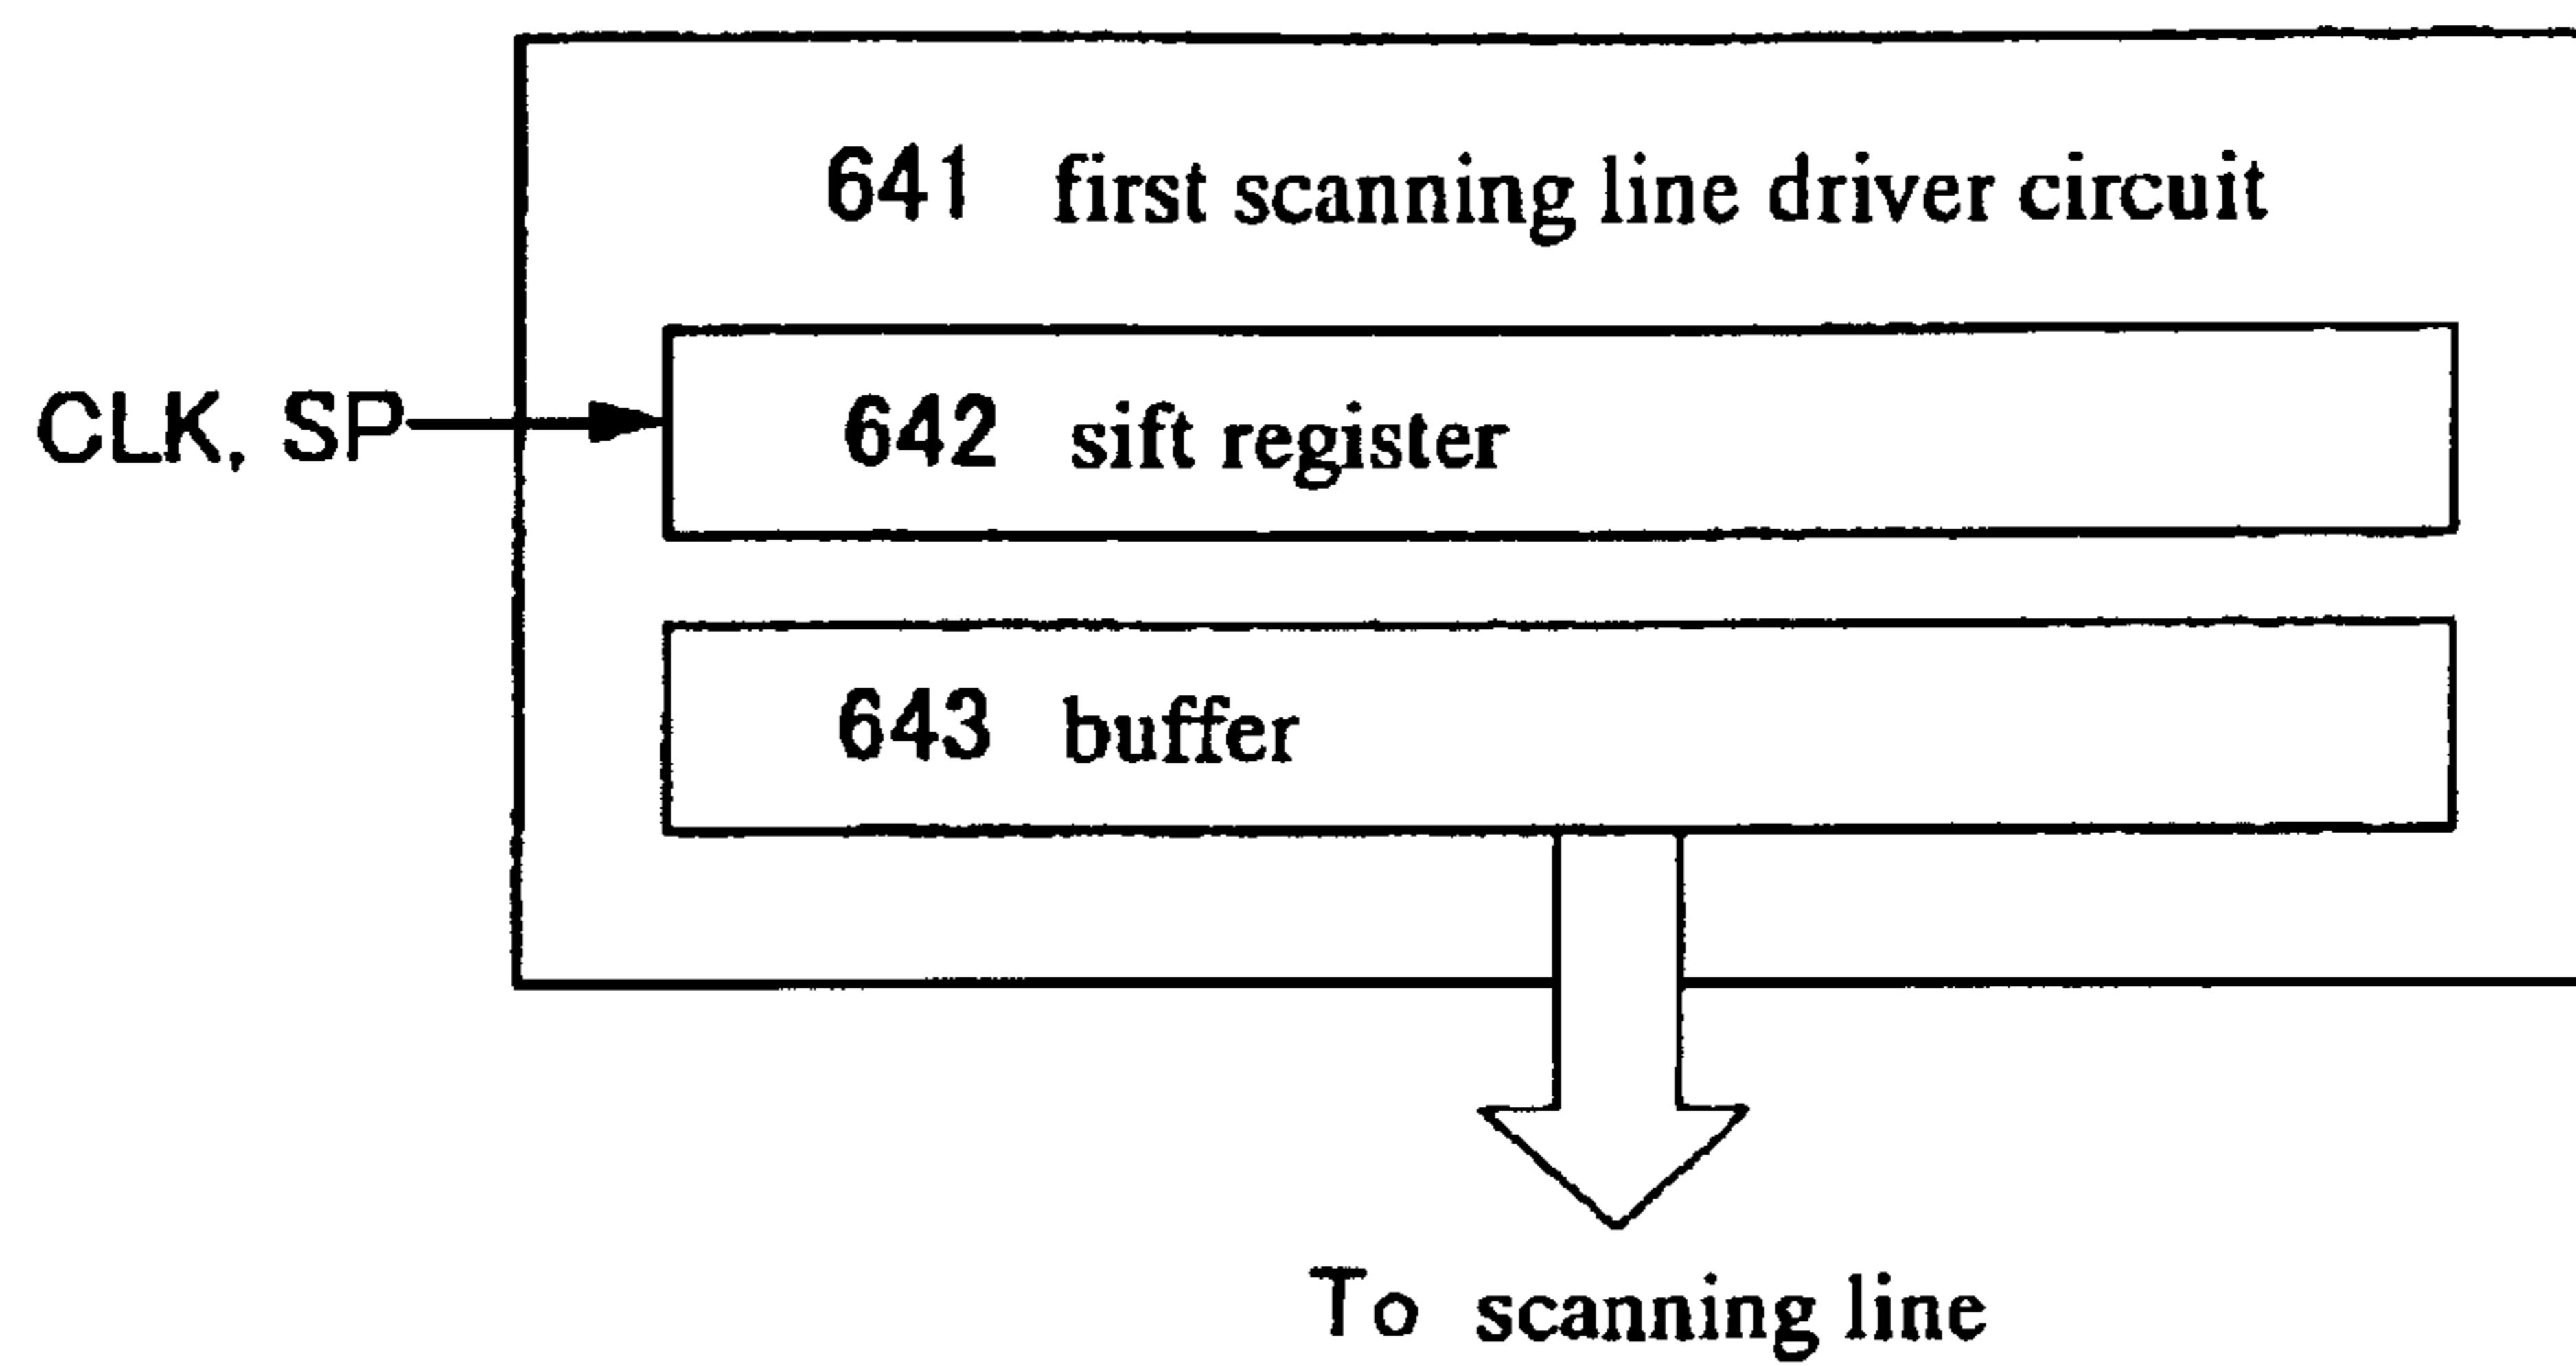 641 first scanning line driver circuit
CLK, SP
642 sift register
643 buffer
To scanning line